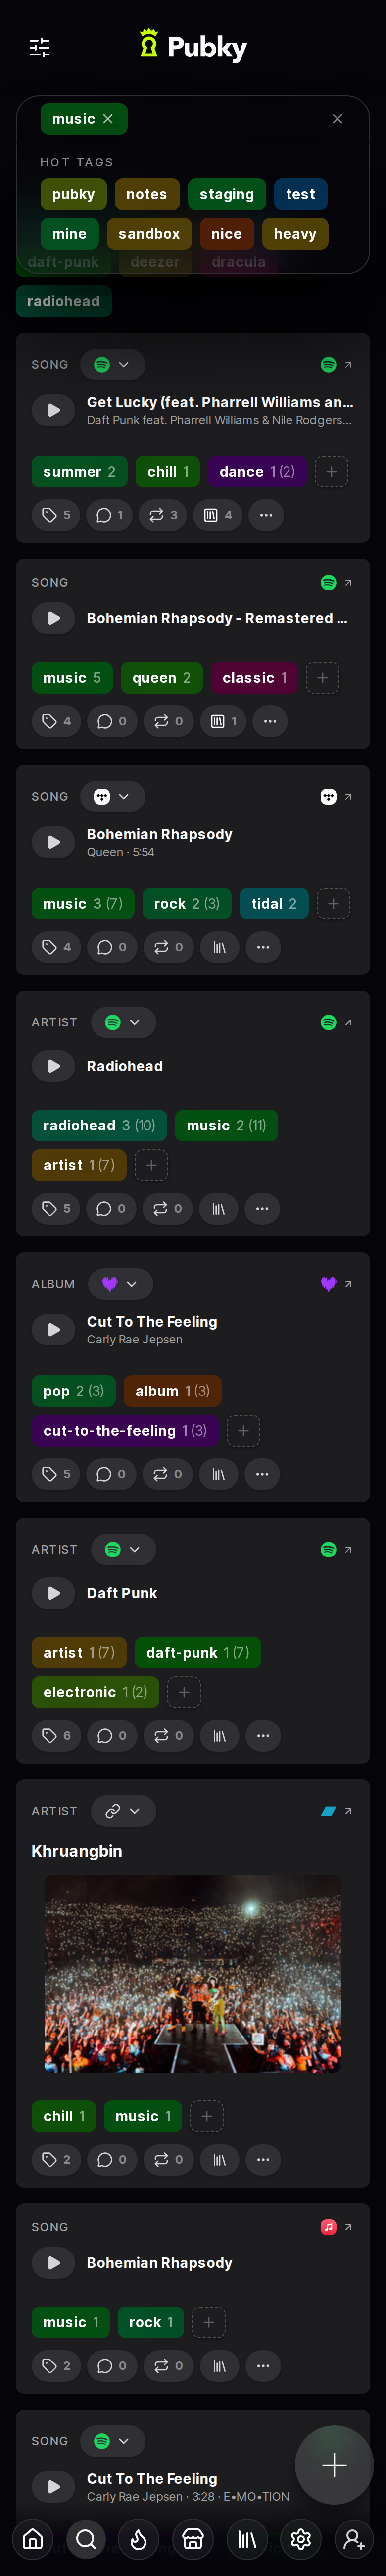 Pubky
music
HOT TAGS
pubky notes staging test
mine sandbox nice heavy
daft-punk deezer dracula
radiohead
SONG
Get Lucky (feat. Pharrell Williams an...
Daft Punk feat. Pharrell Williams & Nile Rodgers...
summer 2 chill 1 dance 1 (2)
5 1 3 4
SONG
Bohemian Rhapsody - Remastered ...
music 5 queen 2 classic 1
4 0 0 1
SONG
Bohemian Rhapsody
Queen · 5:54
music 3 (7) rock 2 (3) tidal 2
4 0 0
ARTIST
Radiohead
radiohead 3 (10) music 2 (11)
artist 1 (7)
5 0 0
ALBUM
Cut To The Feeling
Carly Rae Jepsen
pop 2 (3) album 1 (3)
cut-to-the-feeling 1 (3)
5 0 0
ARTIST
Daft Punk
artist 1 (7) daft-punk 1 (7)
electronic 1 (2)
6 0 0
ARTIST
Khruangbin
chill 1 music 1
2 0 0
SONG
Bohemian Rhapsody
music 1 rock 1
2 0 0
SONG
Cut To The Feeling
Carly Rae Jepsen · 3:28 · E•MO•TION